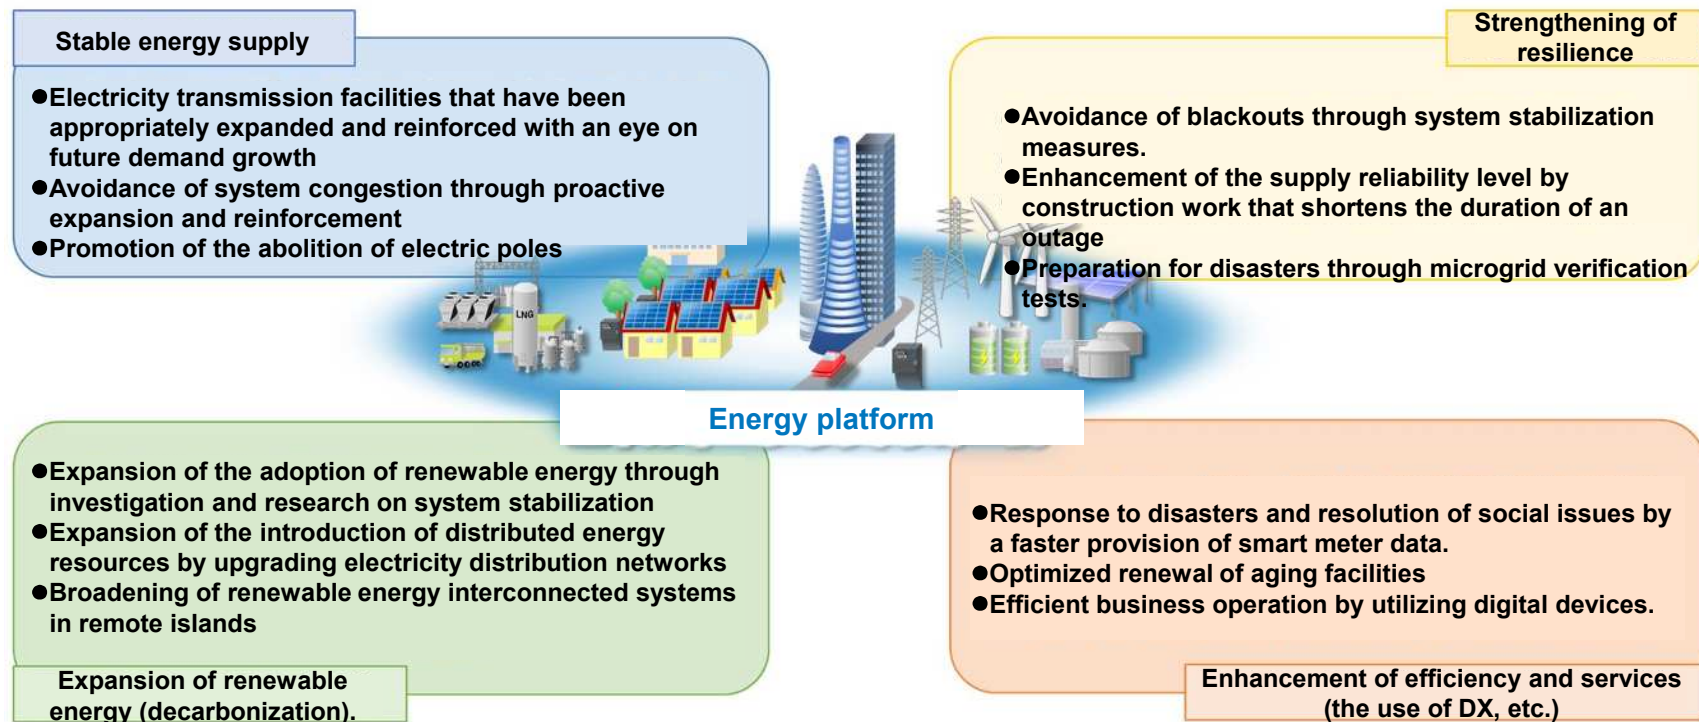 Stable energy supply
●Electricity transmission facilities that have been
appropriately expanded and reinforced with an eye on
future demand growth
●Avoidance of system congestion through proactive
expansion and reinforcement
●Promotion of the abolition of electric poles
Strengthening of
resilience
●Avoidance of blackouts through system stabilization
measures.
●Enhancement of the supply reliability level by
construction work that shortens the duration of an
outage
●Preparation for disasters through microgrid verification
tests.
LNG
Energy platform
●Expansion of the adoption of renewable energy through
investigation and research on system stabilization
●Expansion of the introduction of distributed energy
resources by upgrading electricity distribution networks
●Broadening of renewable energy interconnected systems
in remote islands
Expansion of renewable
energy (decarbonization).
●Response to disasters and resolution of social issues by
a faster provision of smart meter data.
●Optimized renewal of aging facilities
●Efficient business operation by utilizing digital devices.
Enhancement of efficiency and services
(the use of DX, etc.)